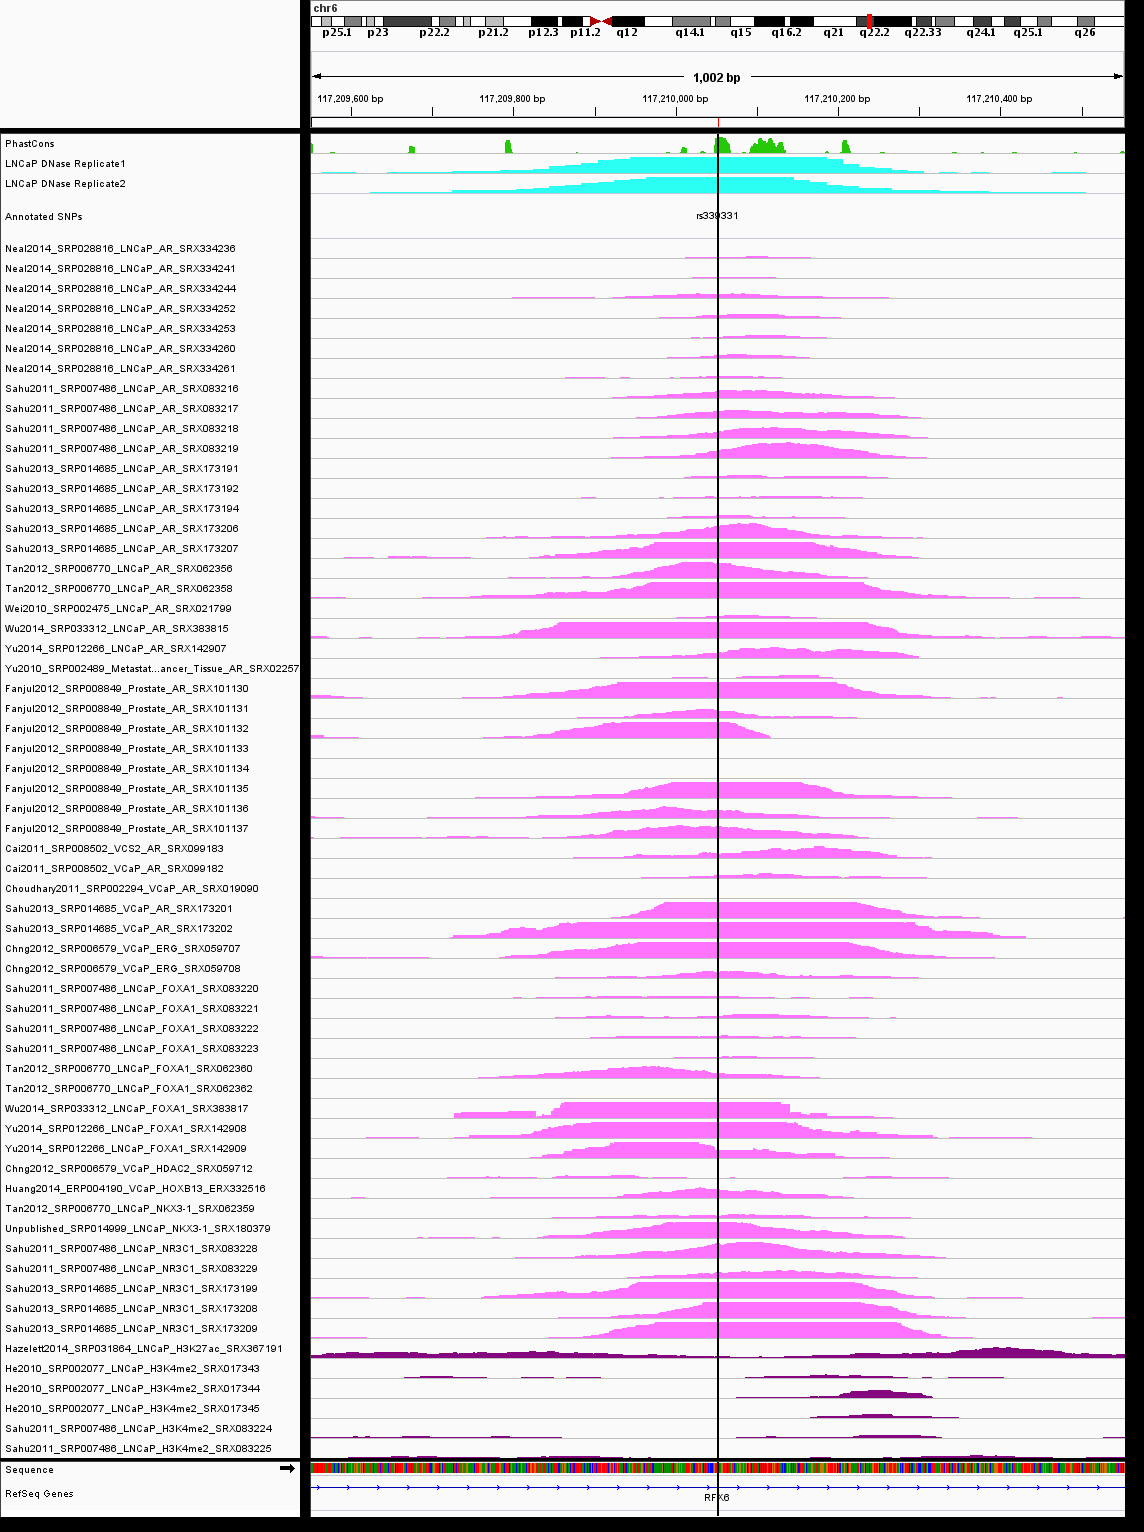 chr6
p25.1 p23 p22.2 p21.2 p12.3 p11.2 q12 q14.1 q15 q16.2 q21 q22.2 q22.33 q24.1 q25.1 q26
1,002 bp
117,209,600 bp 117,209,800 bp 117,210,000 bp 117,210,200 bp 117,210,400 bp
PhastCons
LNCaP DNase Replicate1
LNCaP DNase Replicate2
Annotated SNPs
rs339331
Neal2014_SRP028816_LNCaP_AR_SRX334236
Neal2014_SRP028816_LNCaP_AR_SRX334241
Neal2014_SRP028816_LNCaP_AR_SRX334244
Neal2014_SRP028816_LNCaP_AR_SRX334252
Neal2014_SRP028816_LNCaP_AR_SRX334253
Neal2014_SRP028816_LNCaP_AR_SRX334260
Neal2014_SRP028816_LNCaP_AR_SRX334261
Sahu2011_SRP007486_LNCaP_AR_SRX083216
Sahu2011_SRP007486_LNCaP_AR_SRX083217
Sahu2011_SRP007486_LNCaP_AR_SRX083218
Sahu2011_SRP007486_LNCaP_AR_SRX083219
Sahu2013_SRP014685_LNCaP_AR_SRX173191
Sahu2013_SRP014685_LNCaP_AR_SRX173192
Sahu2013_SRP014685_LNCaP_AR_SRX173194
Sahu2013_SRP014685_LNCaP_AR_SRX173206
Sahu2013_SRP014685_LNCaP_AR_SRX173207
Tan2012_SRP006770_LNCaP_AR_SRX062356
Tan2012_SRP006770_LNCaP_AR_SRX062358
Wei2010_SRP002475_LNCaP_AR_SRX021799
Wu2014_SRP033312_LNCaP_AR_SRX383815
Yu2014_SRP012266_LNCaP_AR_SRX142907
Yu2010_SRP002489_Metastat...ancer_Tissue_AR_SRX02257
Fanjul2012_SRP008849_Prostate_AR_SRX101130
Fanjul2012_SRP008849_Prostate_AR_SRX101131
Fanjul2012_SRP008849_Prostate_AR_SRX101132
Fanjul2012_SRP008849_Prostate_AR_SRX101133
Fanjul2012_SRP008849_Prostate_AR_SRX101134
Fanjul2012_SRP008849_Prostate_AR_SRX101135
Fanjul2012_SRP008849_Prostate_AR_SRX101136
Fanjul2012_SRP008849_Prostate_AR_SRX101137
Cai2011_SRP008502_VCS2_AR_SRX099183
Cai2011_SRP008502_VCaP_AR_SRX099182
Choudhary2011_SRP002294_VCaP_AR_SRX019090
Sahu2013_SRP014685_VCaP_AR_SRX173201
Sahu2013_SRP014685_VCaP_AR_SRX173202
Chng2012_SRP006579_VCaP_ERG_SRX059707
Chng2012_SRP006579_VCaP_ERG_SRX059708
Sahu2011_SRP007486_LNCaP_FOXA1_SRX083220
Sahu2011_SRP007486_LNCaP_FOXA1_SRX083221
Sahu2011_SRP007486_LNCaP_FOXA1_SRX083222
Sahu2011_SRP007486_LNCaP_FOXA1_SRX083223
Tan2012_SRP006770_LNCaP_FOXA1_SRX062360
Tan2012_SRP006770_LNCaP_FOXA1_SRX062362
Wu2014_SRP033312_LNCaP_FOXA1_SRX383817
Yu2014_SRP012266_LNCaP_FOXA1_SRX142908
Yu2014_SRP012266_LNCaP_FOXA1_SRX142909
Chng2012_SRP006579_VCaP_HDAC2_SRX059712
Huang2014_ERP004190_VCaP_HOXB13_ERX332516
Tan2012_SRP006770_LNCaP_NKX3-1_SRX062359
Unpublished_SRP014999_LNCaP_NKX3-1_SRX180379
Sahu2011_SRP007486_LNCaP_NR3C1_SRX083228
Sahu2011_SRP007486_LNCaP_NR3C1_SRX083229
Sahu2013_SRP014685_LNCaP_NR3C1_SRX173199
Sahu2013_SRP014685_LNCaP_NR3C1_SRX173208
Sahu2013_SRP014685_LNCaP_NR3C1_SRX173209
Hazelett2014_SRP031864_LNCaP_H3K27ac_SRX367191
He2010_SRP002077_LNCaP_H3K4me2_SRX017343
He2010_SRP002077_LNCaP_H3K4me2_SRX017344
He2010_SRP002077_LNCaP_H3K4me2_SRX017345
Sahu2011_SRP007486_LNCaP_H3K4me2_SRX083224
Sahu2011_SRP007486_LNCaP_H3K4me2_SRX083225
Sequence
RefSeq Genes
RFX6